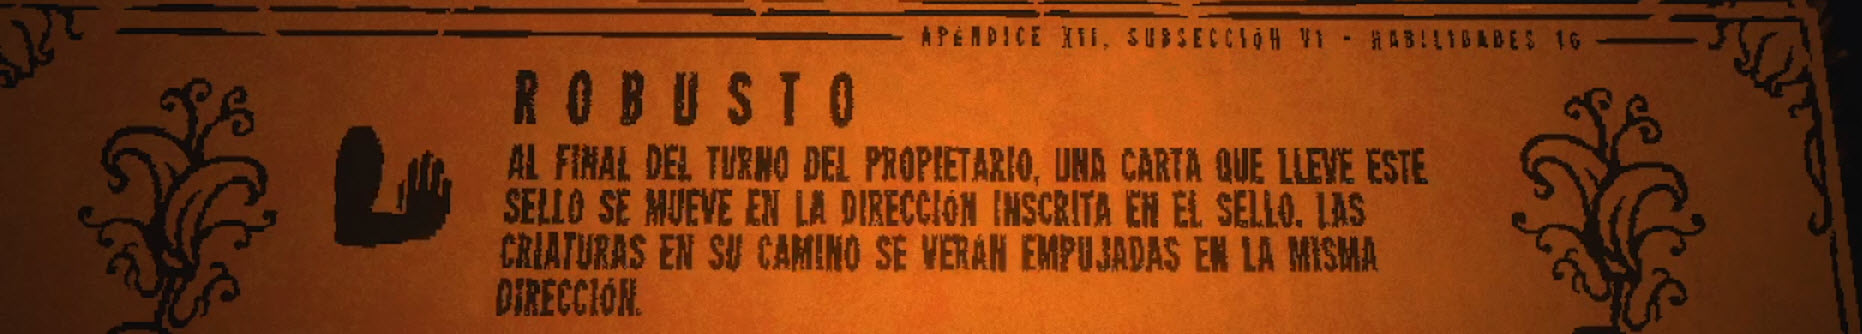 APÉNDICE XII, SUBSECCIÓN VI - HABILIDADES 16
ROBUSTO
AL FINAL DEL TURNO DEL PROPIETARIO, UNA CARTA QUE LLEVE ESTE
SELLO SE MUEVE EN LA DIRECCIÓN INSCRITA EN EL SELLO. LAS
CRIATURAS EN SU CAMINO SE VERÁN EMPUJADAS EN LA MISMA
DIRECCIÓN.